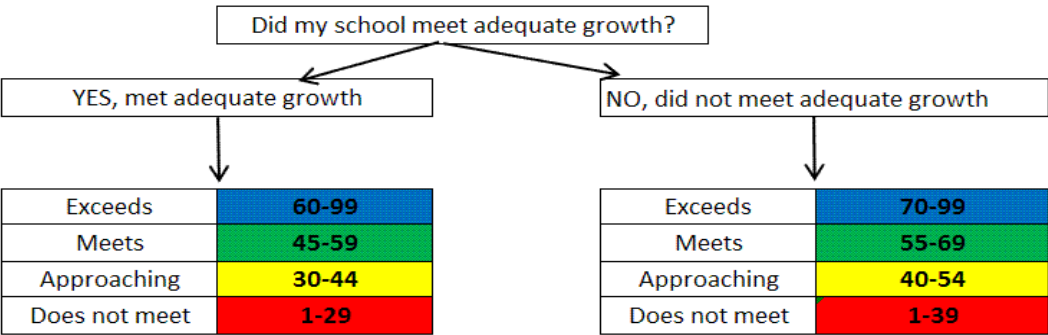 Did my school meet adequate growth?
YES, met adequate growth
NO, did not meet adequate growth
Exceeds 60-99
Meets 45-59
Approaching 30-44
Does not meet 1-29
Exceeds 70-99
Meets 55-69
Approaching 40-54
Does not meet 1-39